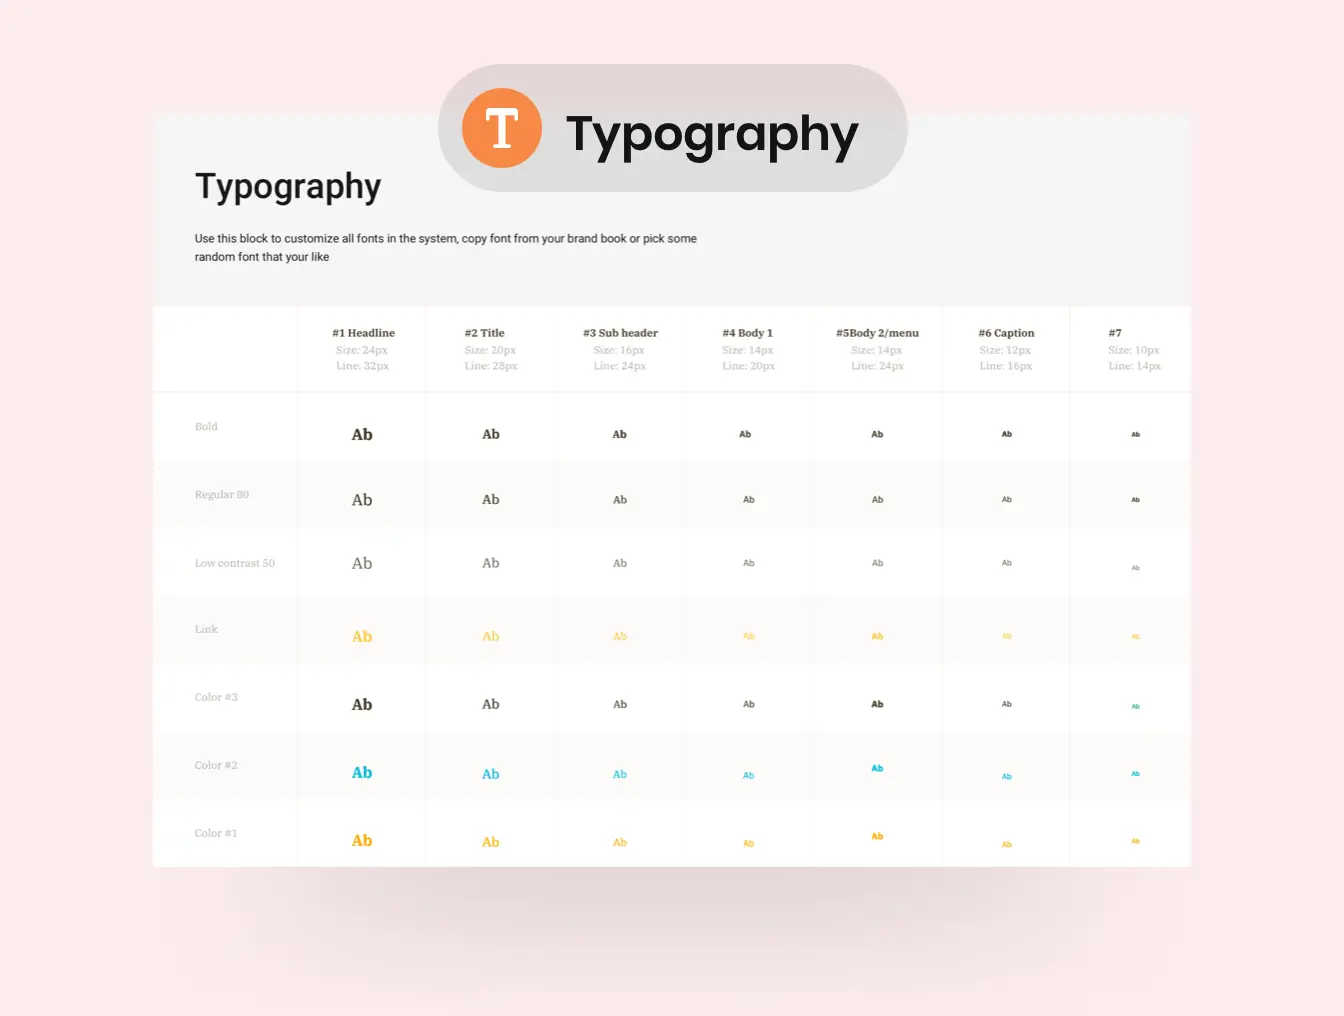 T Typography
Typography
Use this block to customize all fonts in the system, copy font from your brand book or pick some
random font that your like
#1 Headline #2 Title #3 Sub header #4 Body 1 #5Body 2/menu #6 Caption #7
Size: 24px Size: 20px Size: 16px Size: 14px Size: 14px Size: 12px Size: 10px
Line: 32px Line: 28px Line: 24px Line: 20px Line: 24px Line: 16px Line: 14px
Bold Ab Ab Ab Ab Ab Ab Ab
Regular 80 Ab Ab Ab Ab Ab Ab Ab
Low contrast 50 Ab Ab Ab Ab Ab Ab Ab
Link Ab Ab Ab Ab Ab Ab Ab
Color #3 Ab Ab Ab Ab Ab Ab Ab
Color #2 Ab Ab Ab Ab Ab Ab Ab
Color #1 Ab Ab Ab Ab Ab Ab Ab